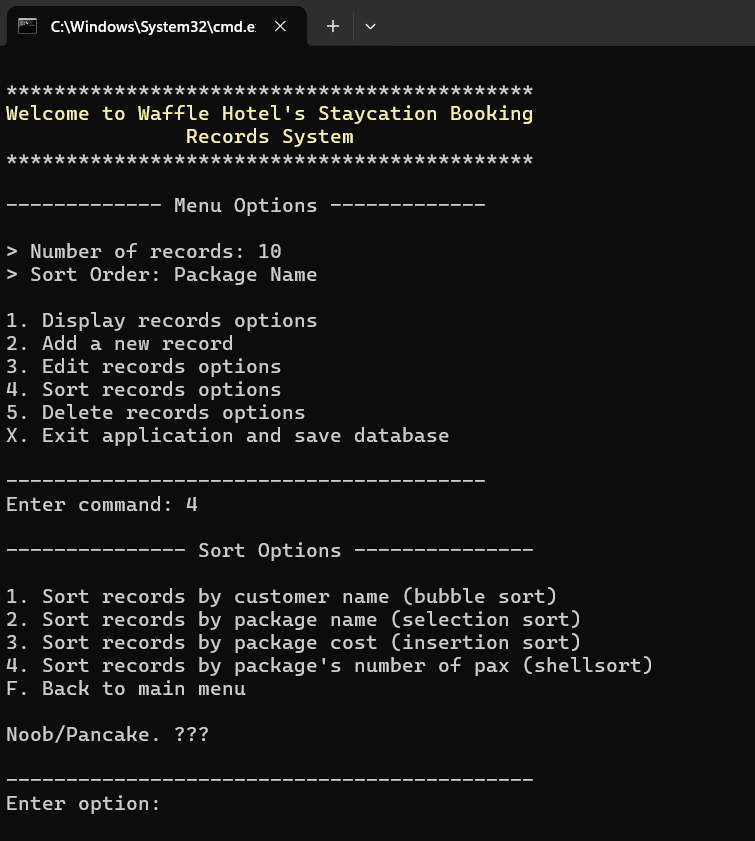 C:\Windows\System32\cmd.e
********************************************
Welcome to Waffle Hotel's Staycation Booking
Records System
********************************************
------------- Menu Options -------------
> Number of records: 10
> Sort Order: Package Name
1. Display records options
2. Add a new record
3. Edit records options
4. Sort records options
5. Delete records options
X. Exit application and save database
----------------------------------------
Enter command: 4
--------------- Sort Options ---------------
1. Sort records by customer name (bubble sort)
2. Sort records by package name (selection sort)
3. Sort records by package cost (insertion sort)
4. Sort records by package's number of pax (shellsort)
F. Back to main menu
Noob/Pancake. ???
--------------------------------------------
Enter option: